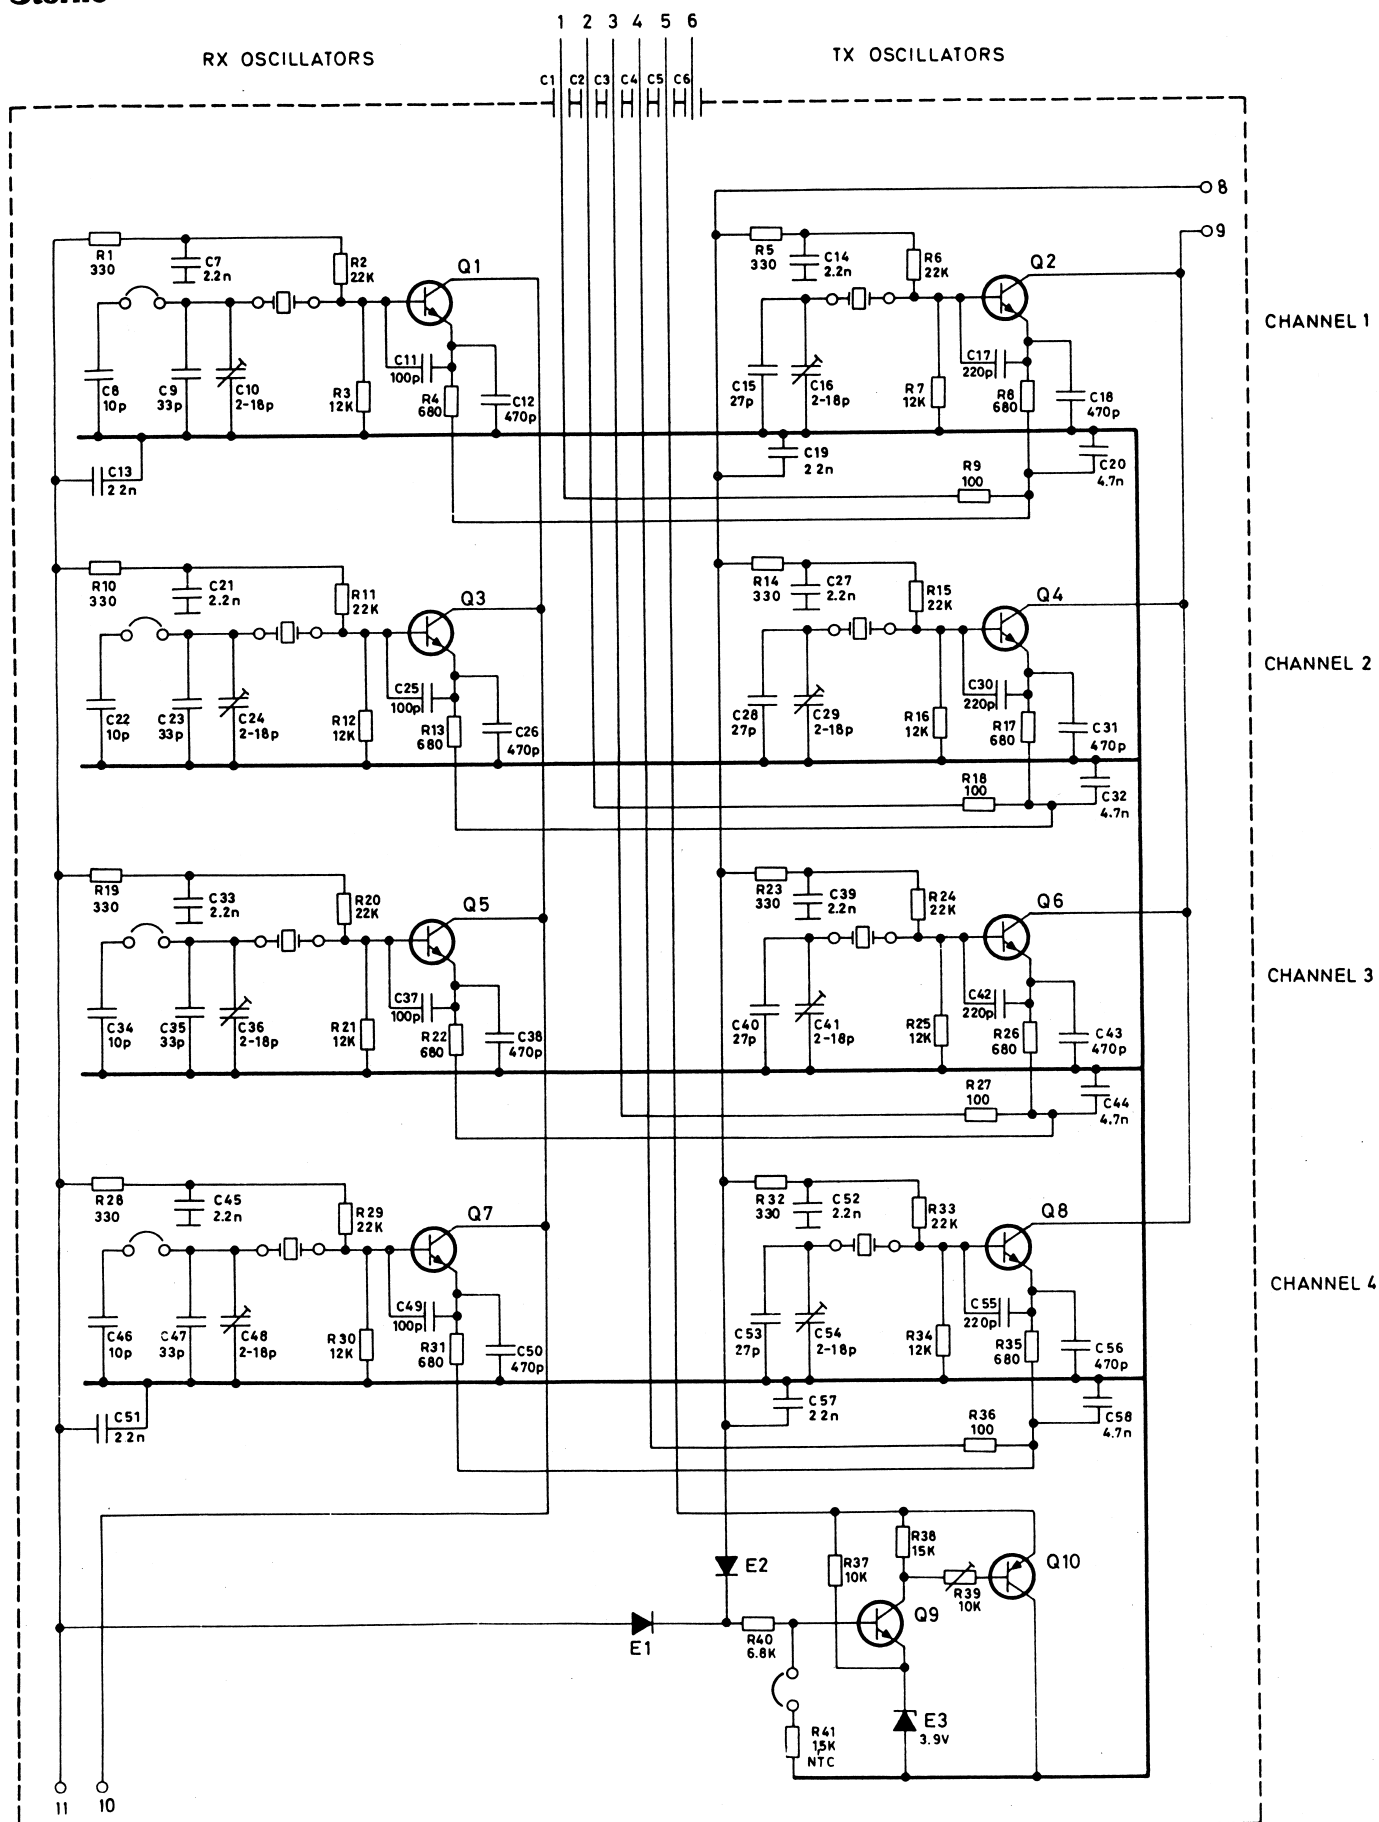 1 2 3 4 5 6
RX OSCILLATORS
TX OSCILLATORS
C1 C2 C3 C4 C5 C6
8
9
R1
330
C7
2.2n
R2
22K
Q1
C8
10p
C9
33p
C10
2-18p
R3
12K
C11
100p
R4
680
C12
470p
C13
2 2n
R5
330
C14
2.2n
R6
22K
Q2
CHANNEL 1
C15
27p
C16
2-18p
R7
12K
C17
220p
R8
680
C18
470p
C19
2 2n
R9
100
C20
4.7n
R10
330
C21
2.2n
R11
22K
Q3
C22
10p
C23
33p
C24
2-18p
R12
12K
C25
100p
R13
680
C26
470p
R14
330
C27
2.2n
R15
22K
Q4
CHANNEL 2
C28
27p
C29
2-18p
R16
12K
C30
220p
R17
680
C31
470p
R18
100
C32
4.7n
R19
330
C33
2.2n
R20
22K
Q5
C34
10p
C35
33p
C36
2-18p
R21
12K
C37
100p
R22
680
C38
470p
R23
330
C39
2.2n
R24
22K
Q6
CHANNEL 3
C40
27p
C41
2-18p
R25
12K
C42
220p
R26
680
C43
470p
R27
100
C44
4.7n
R28
330
C45
2.2n
R29
22K
Q7
C46
10p
C47
33p
C48
2-18p
R30
12K
C49
100p
R31
680
C50
470p
C51
2 2n
R32
330
C52
2.2n
R33
22K
Q8
CHANNEL 4
C53
27p
C54
2-18p
R34
12K
C55
220p
R35
680
C56
470p
C57
2 2n
R36
100
C58
4.7n
E2
R37
10K
R38
15K
R39
10K
Q10
E1
R40
6.8K
Q9
R41
1,5K
NTC
E3
3.9V
11 10